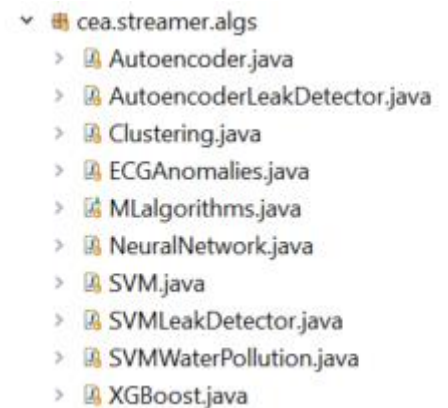 cea.streamer.algs
Autoencoder.java
AutoencoderLeakDetector.java
Clustering.java
ECGAnomalies.java
MLalgorithms.java
NeuralNetwork.java
SVM.java
SVMLeakDetector.java
SVMWaterPollution.java
XGBoost.java